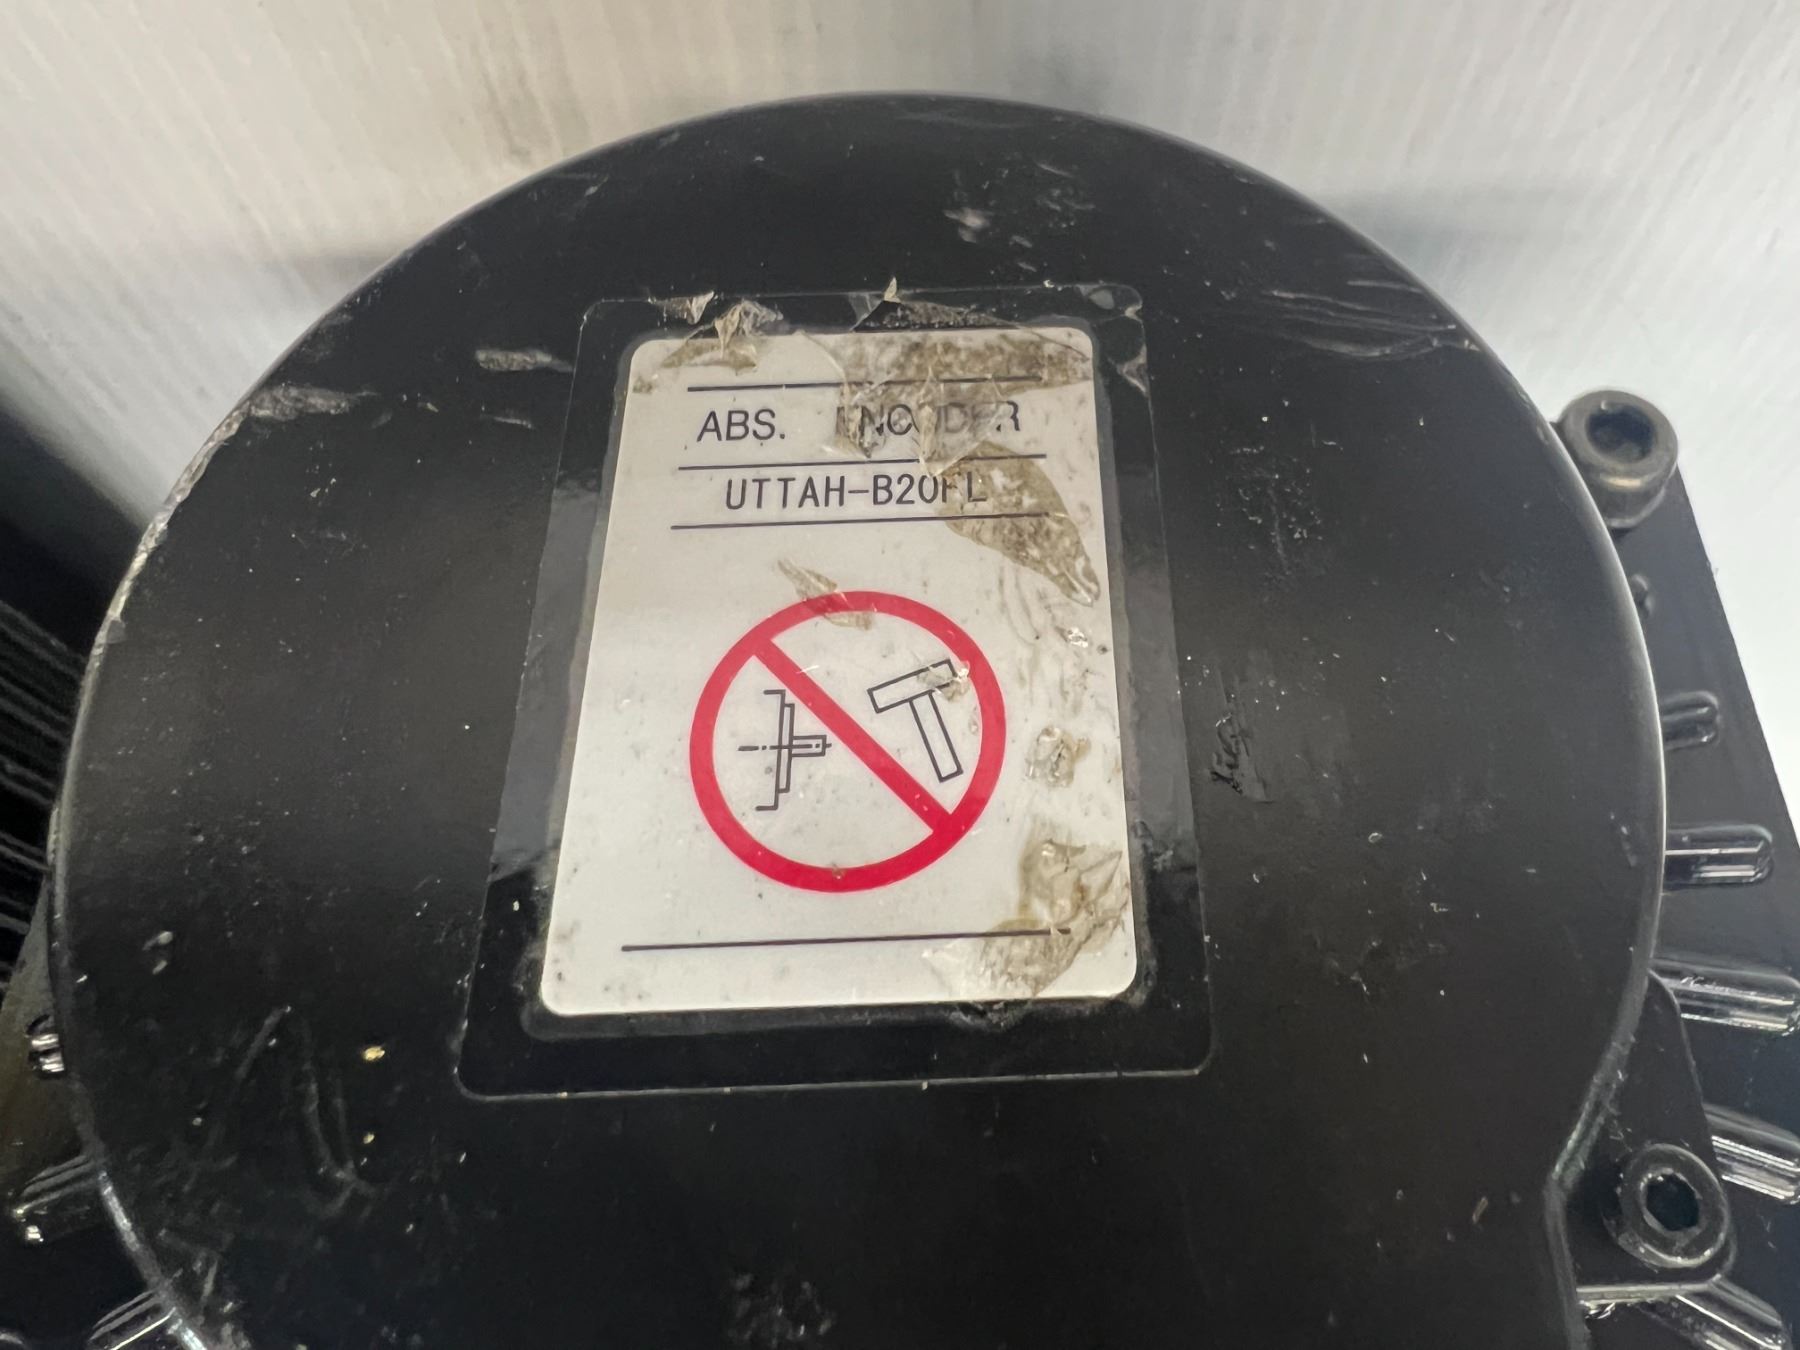 ABS. ENCODER
UTTAH-B20FL